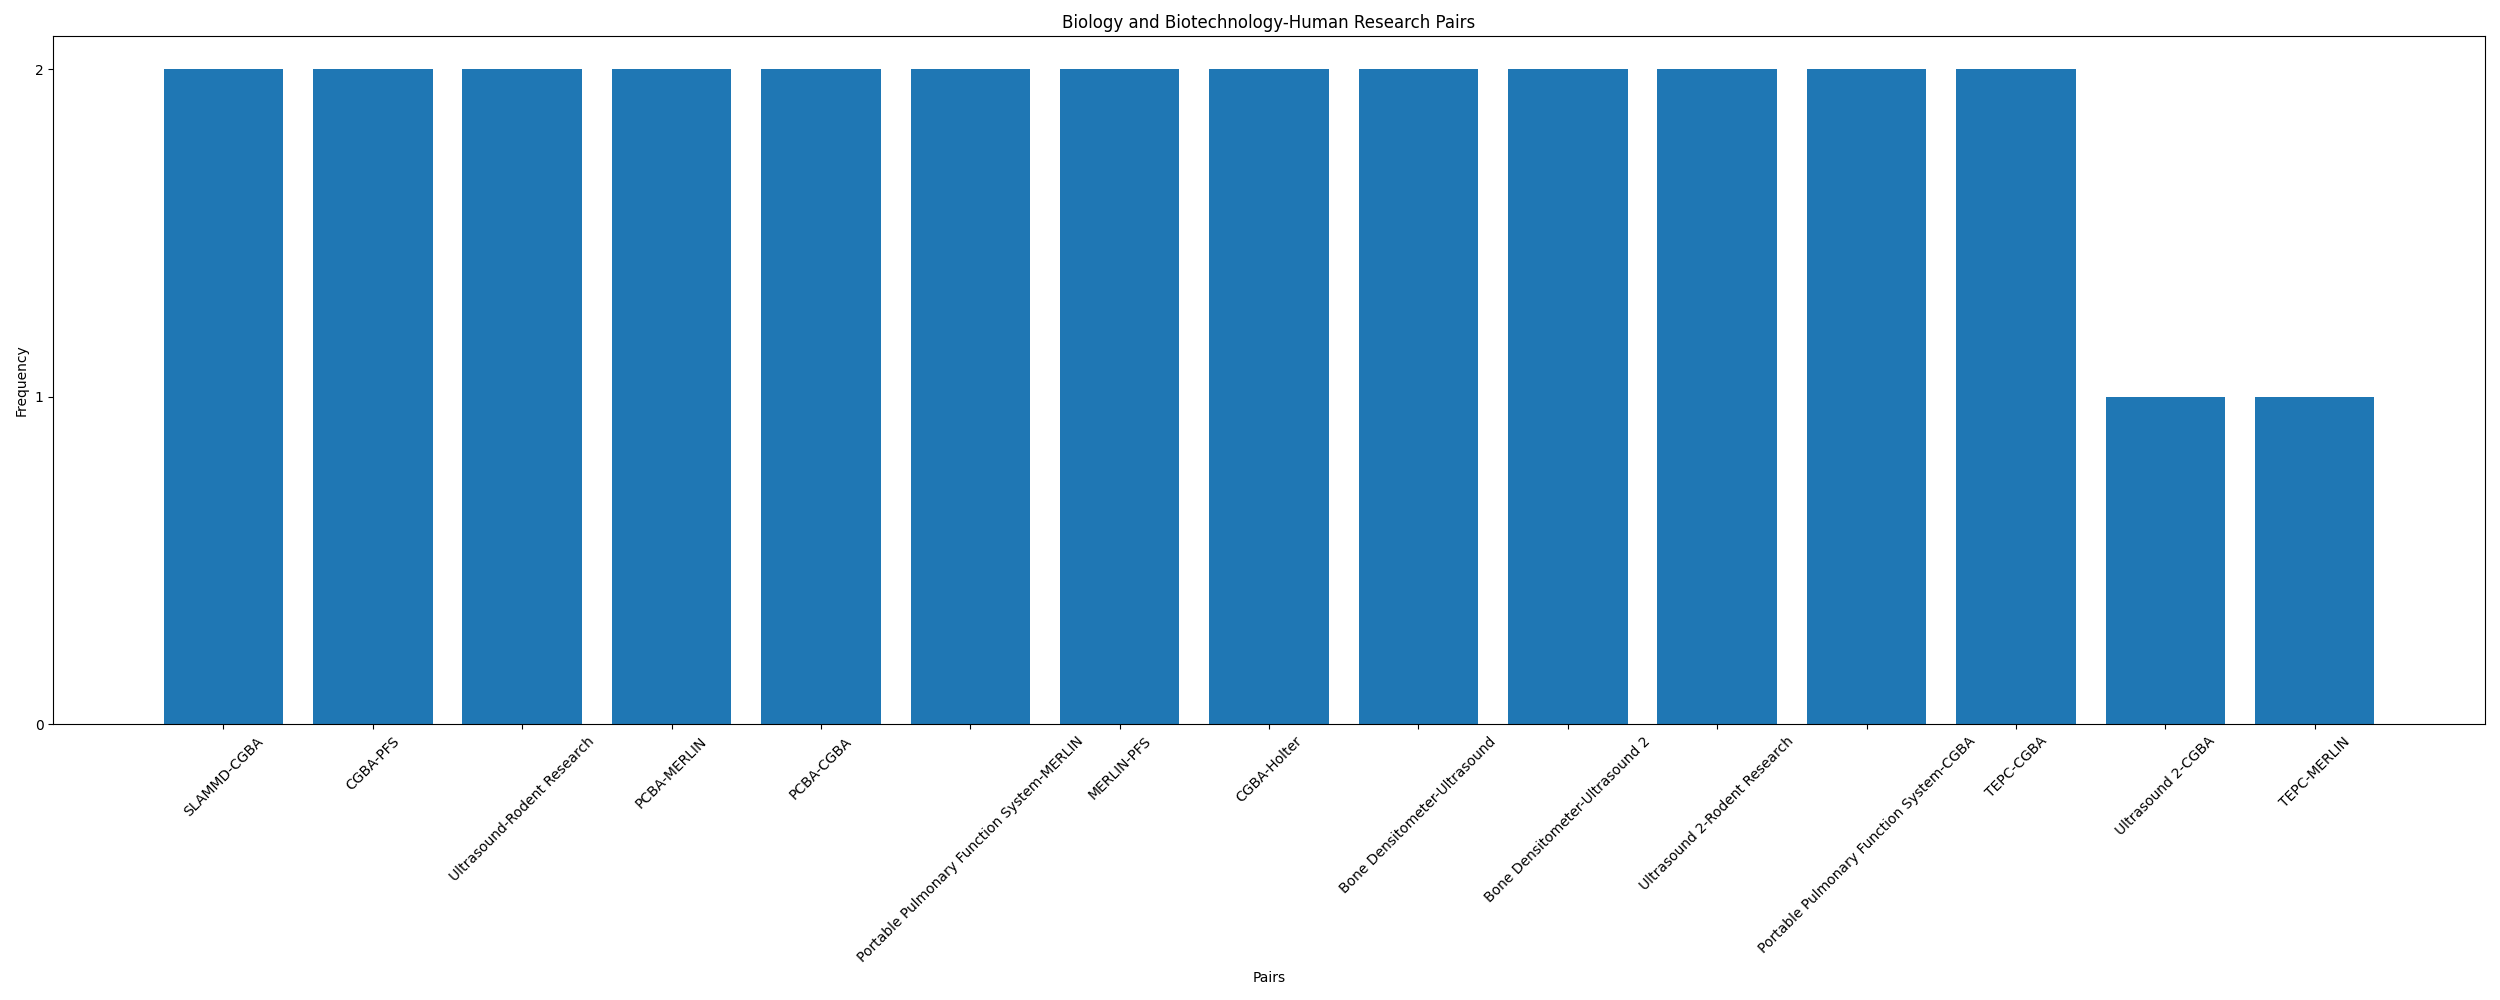 Biology and Biotechnology-Human Research Pairs
Frequency
2
1
0
SLAMMD-CGBA
CGBA-PFS
Ultrasound-Rodent Research
PCBA-MERLIN
PCBA-CGBA
Portable Pulmonary Function System-MERLIN
MERLIN-PFS
CGBA-Holter
Bone Densitometer-Ultrasound
Bone Densitometer-Ultrasound 2
Ultrasound 2-Rodent Research
Portable Pulmonary Function System-CGBA
TEPC-CGBA
Ultrasound 2-CGBA
TEPC-MERLIN
Pairs